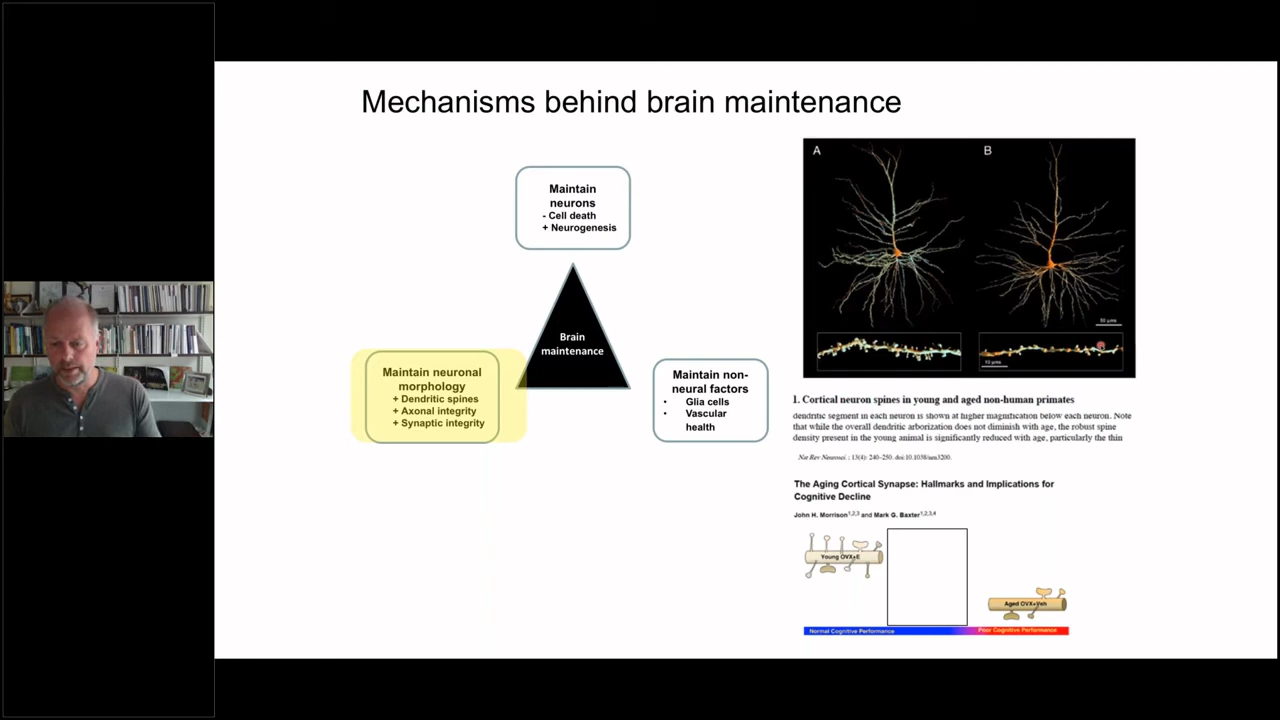 Mechanisms behind brain maintenance
Maintain
neurons
- Cell death
+ Neurogenesis
Brain
maintenance
Maintain neuronal
morphology
+ Dendritic spines
+ Axonal integrity
+ Synaptic integrity
Maintain non-
neural factors
• Glia cells
• Vascular
health
A
B
50 µms
10 µms
1. Cortical neuron spines in young and aged non-human primates
dendritic segment in each neuron is shown at higher magnification below each neuron. Note
that while the overall dendritic arborization does not diminish with age, the robust spine
density present in the young animal is significantly reduced with age, particularly the thin
Nat Rev Neurosci. ; 13(4): 240–250. doi:10.1038/nrn3200.
The Aging Cortical Synapse: Hallmarks and Implications for
Cognitive Decline
John H. Morrison1,2,3 and Mark G. Baxter1,2,3,4
Young OVX+E
Aged OVX+Veh
Normal Cognitive Performance
Poor Cognitive Performance